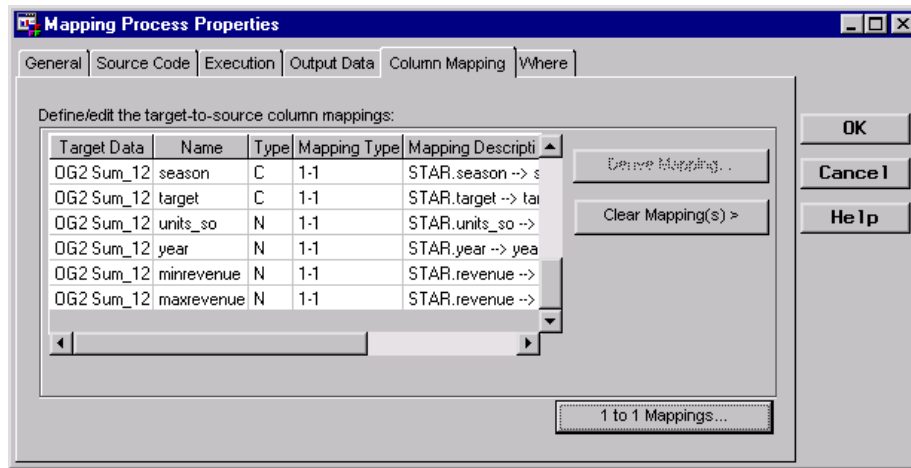 Mapping Process Properties
General Source Code Execution Output Data Column Mapping Where
Define/edit the target-to-source column mappings:
Target Data Name Type Mapping Type Mapping Descripti
OG2 Sum_12 season C 1-1 STAR.season --> s
OG2 Sum_12 target C 1-1 STAR.target --> tar
OG2 Sum_12 units_so N 1-1 STAR.units_so -->
OG2 Sum_12 year N 1-1 STAR.year --> yea
OG2 Sum_12 minrevenue N 1-1 STAR.revenue -->
OG2 Sum_12 maxrevenue N 1-1 STAR.revenue -->
Derive Mapping...
Clear Mapping(s) >
1 to 1 Mappings...
OK
Cancel
Help